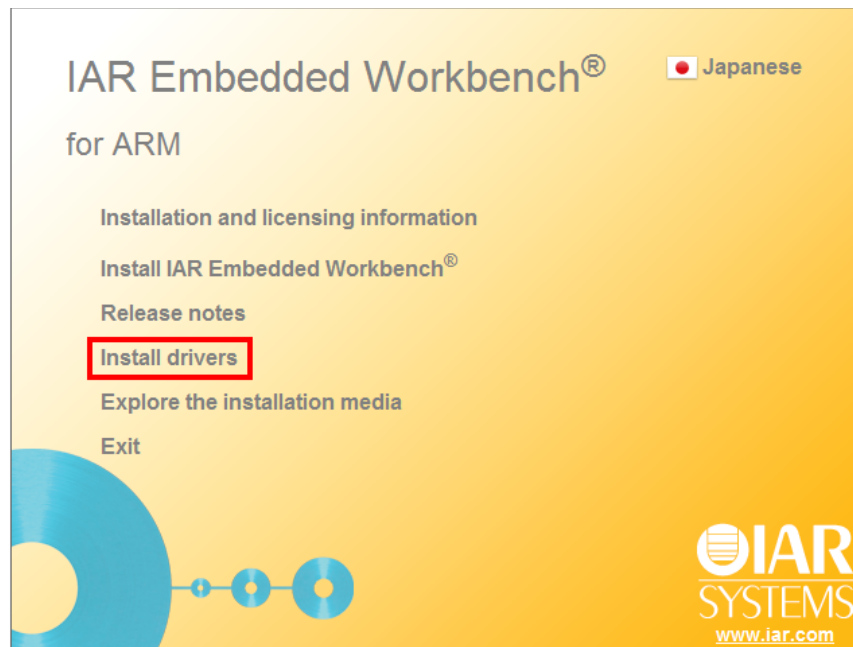 IAR Embedded Workbench®
Japanese
for ARM
Installation and licensing information
Install IAR Embedded Workbench®
Release notes
Install drivers
Explore the installation media
Exit
IAR
SYSTEMS
www.iar.com